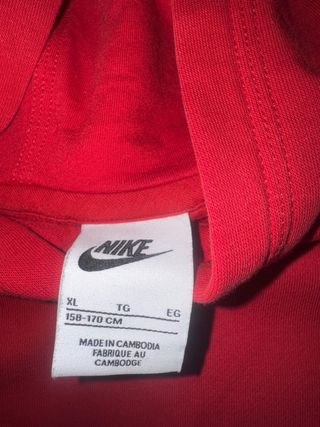 NIKE
XL TG EG
158-170 CM
MADE IN CAMBODIA
FABRIQUE AU
CAMBODGE